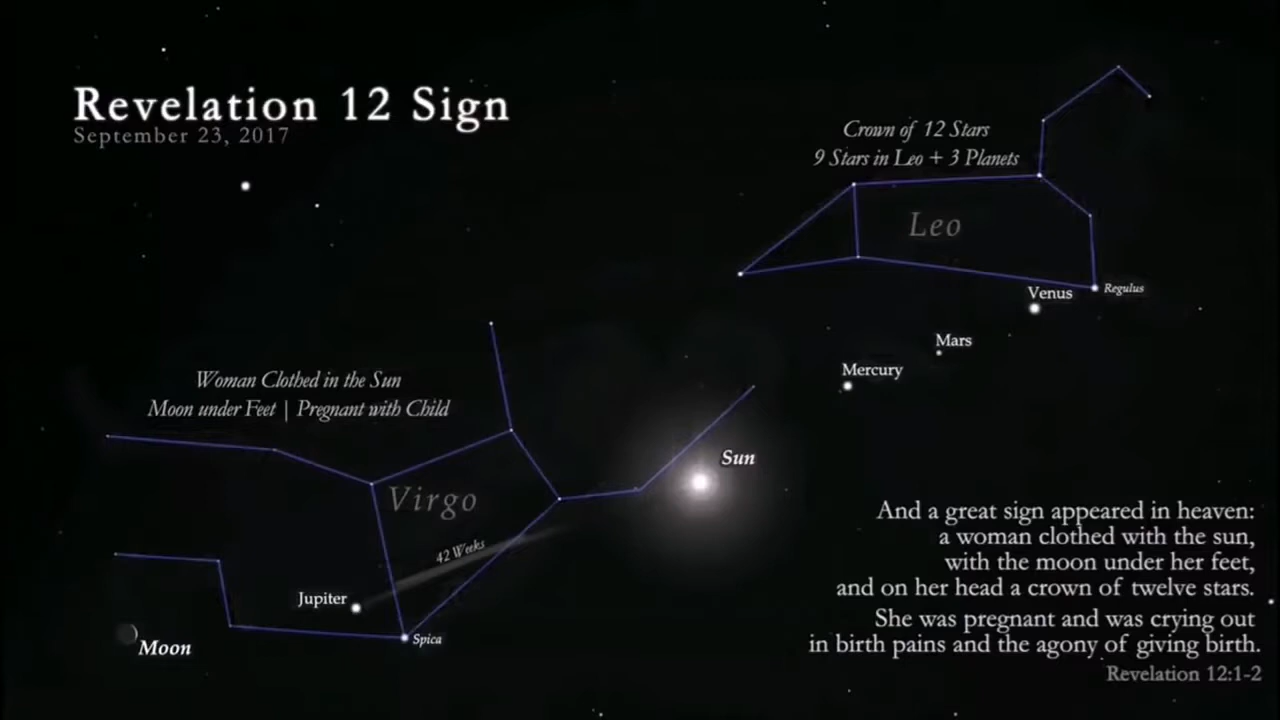 Revelation 12 Sign
September 23, 2017
Crown of 12 Stars
9 Stars in Leo + 3 Planets
Leo
Venus
Regulus
Mars
Mercury
Woman Clothed in the Sun
Moon under Feet | Pregnant with Child
Sun
Virgo
42 Weeks
Jupiter
Spica
Moon
And a great sign appeared in heaven:
a woman clothed with the sun,
with the moon under her feet,
and on her head a crown of twelve stars.
She was pregnant and was crying out
in birth pains and the agony of giving birth.
Revelation 12:1-2